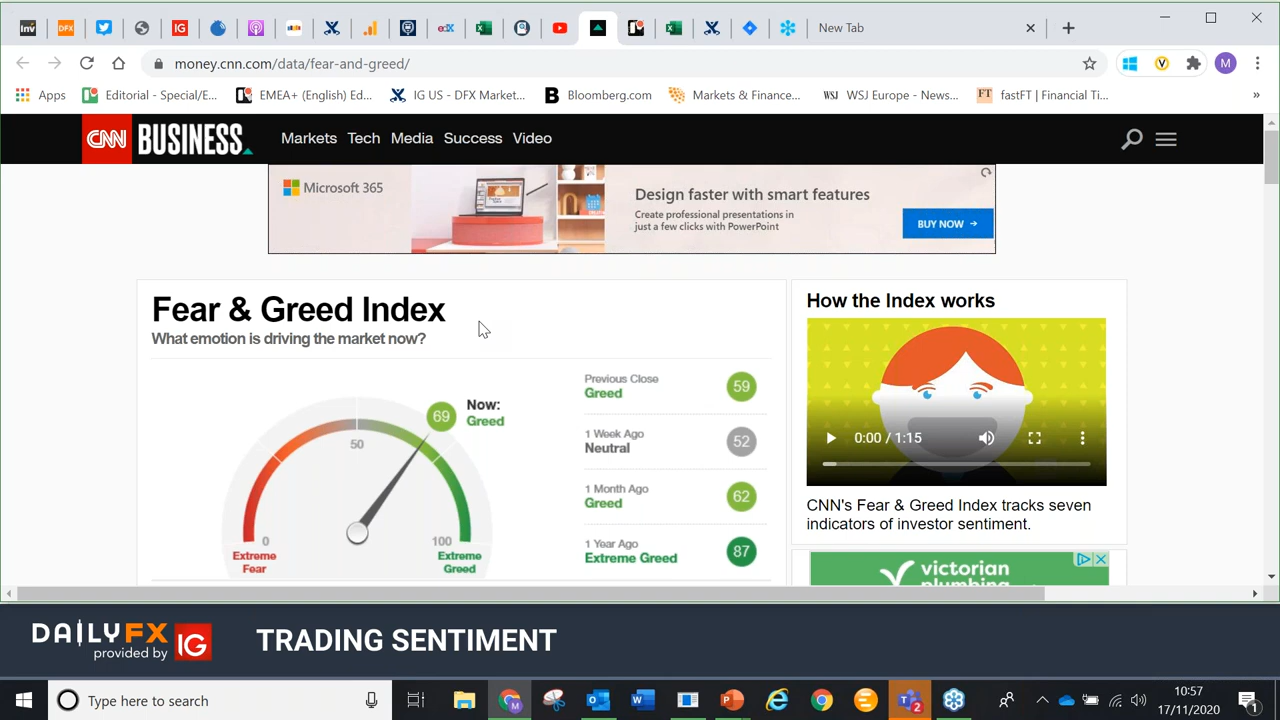 New Tab
money.cnn.com/data/fear-and-greed/
M
Apps
Editorial - Special/E...
EMEA+ (English) Ed...
IG US - DFX Market...
Bloomberg.com
Markets & Finance...
WSJ Europe - News...
fastFT | Financial Ti...
»
CNN BUSINESS
Markets Tech Media Success Video
Microsoft 365
Design faster with smart features
Create professional presentations in
just a few clicks with PowerPoint
BUY NOW →
Fear & Greed Index
What emotion is driving the market now?
69
Now:
Greed
50
0
100
Extreme
Fear
Extreme
Greed
Previous Close
Greed
59
1 Week Ago
Neutral
52
1 Month Ago
Greed
62
1 Year Ago
Extreme Greed
87
How the Index works
0:00 / 1:15
CNN's Fear & Greed Index tracks seven
indicators of investor sentiment.
victorian
plumbing
DAILYFX
provided by IG
TRADING SENTIMENT
Type here to search
10:57
17/11/2020